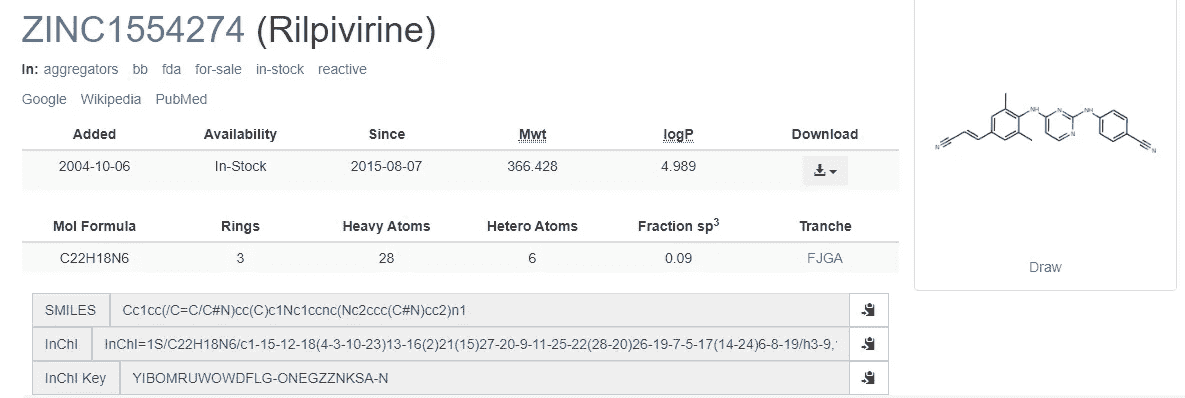 ZINC1554274 (Rilpivirine)
In: aggregators bb fda for-sale in-stock reactive
Google Wikipedia PubMed
Added Availability Since Mwt logP Download
2004-10-06 In-Stock 2015-08-07 366.428 4.989
Mol Formula Rings Heavy Atoms Hetero Atoms Fraction sp3 Tranche
C22H18N6 3 28 6 0.09 FJGA
SMILES Cc1cc(/C=C/C#N)cc(C)c1Nc1ccnc(Nc2ccc(C#N)cc2)n1
InChI InChI=1S/C22H18N6/c1-15-12-18(4-3-10-23)13-16(2)21(15)27-20-9-11-25-22(28-20)26-19-7-5-17(14-24)6-8-19/h3-9,
InChI Key YIBOMRUWOWDFLG-ONEGZZNKSA-N
N NH N N NH N
Draw